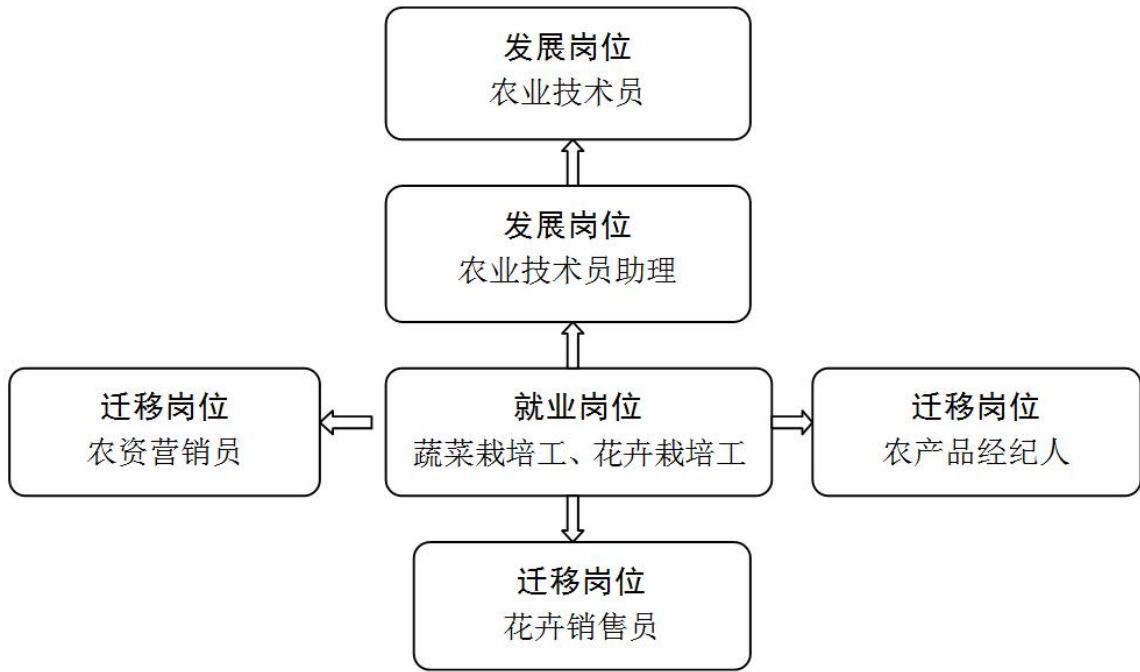 发展岗位
农业技术员
发展岗位
农业技术员助理
迁移岗位
农资营销员
就业岗位
蔬菜栽培工、花卉栽培工
迁移岗位
农产品经纪人
迁移岗位
花卉销售员